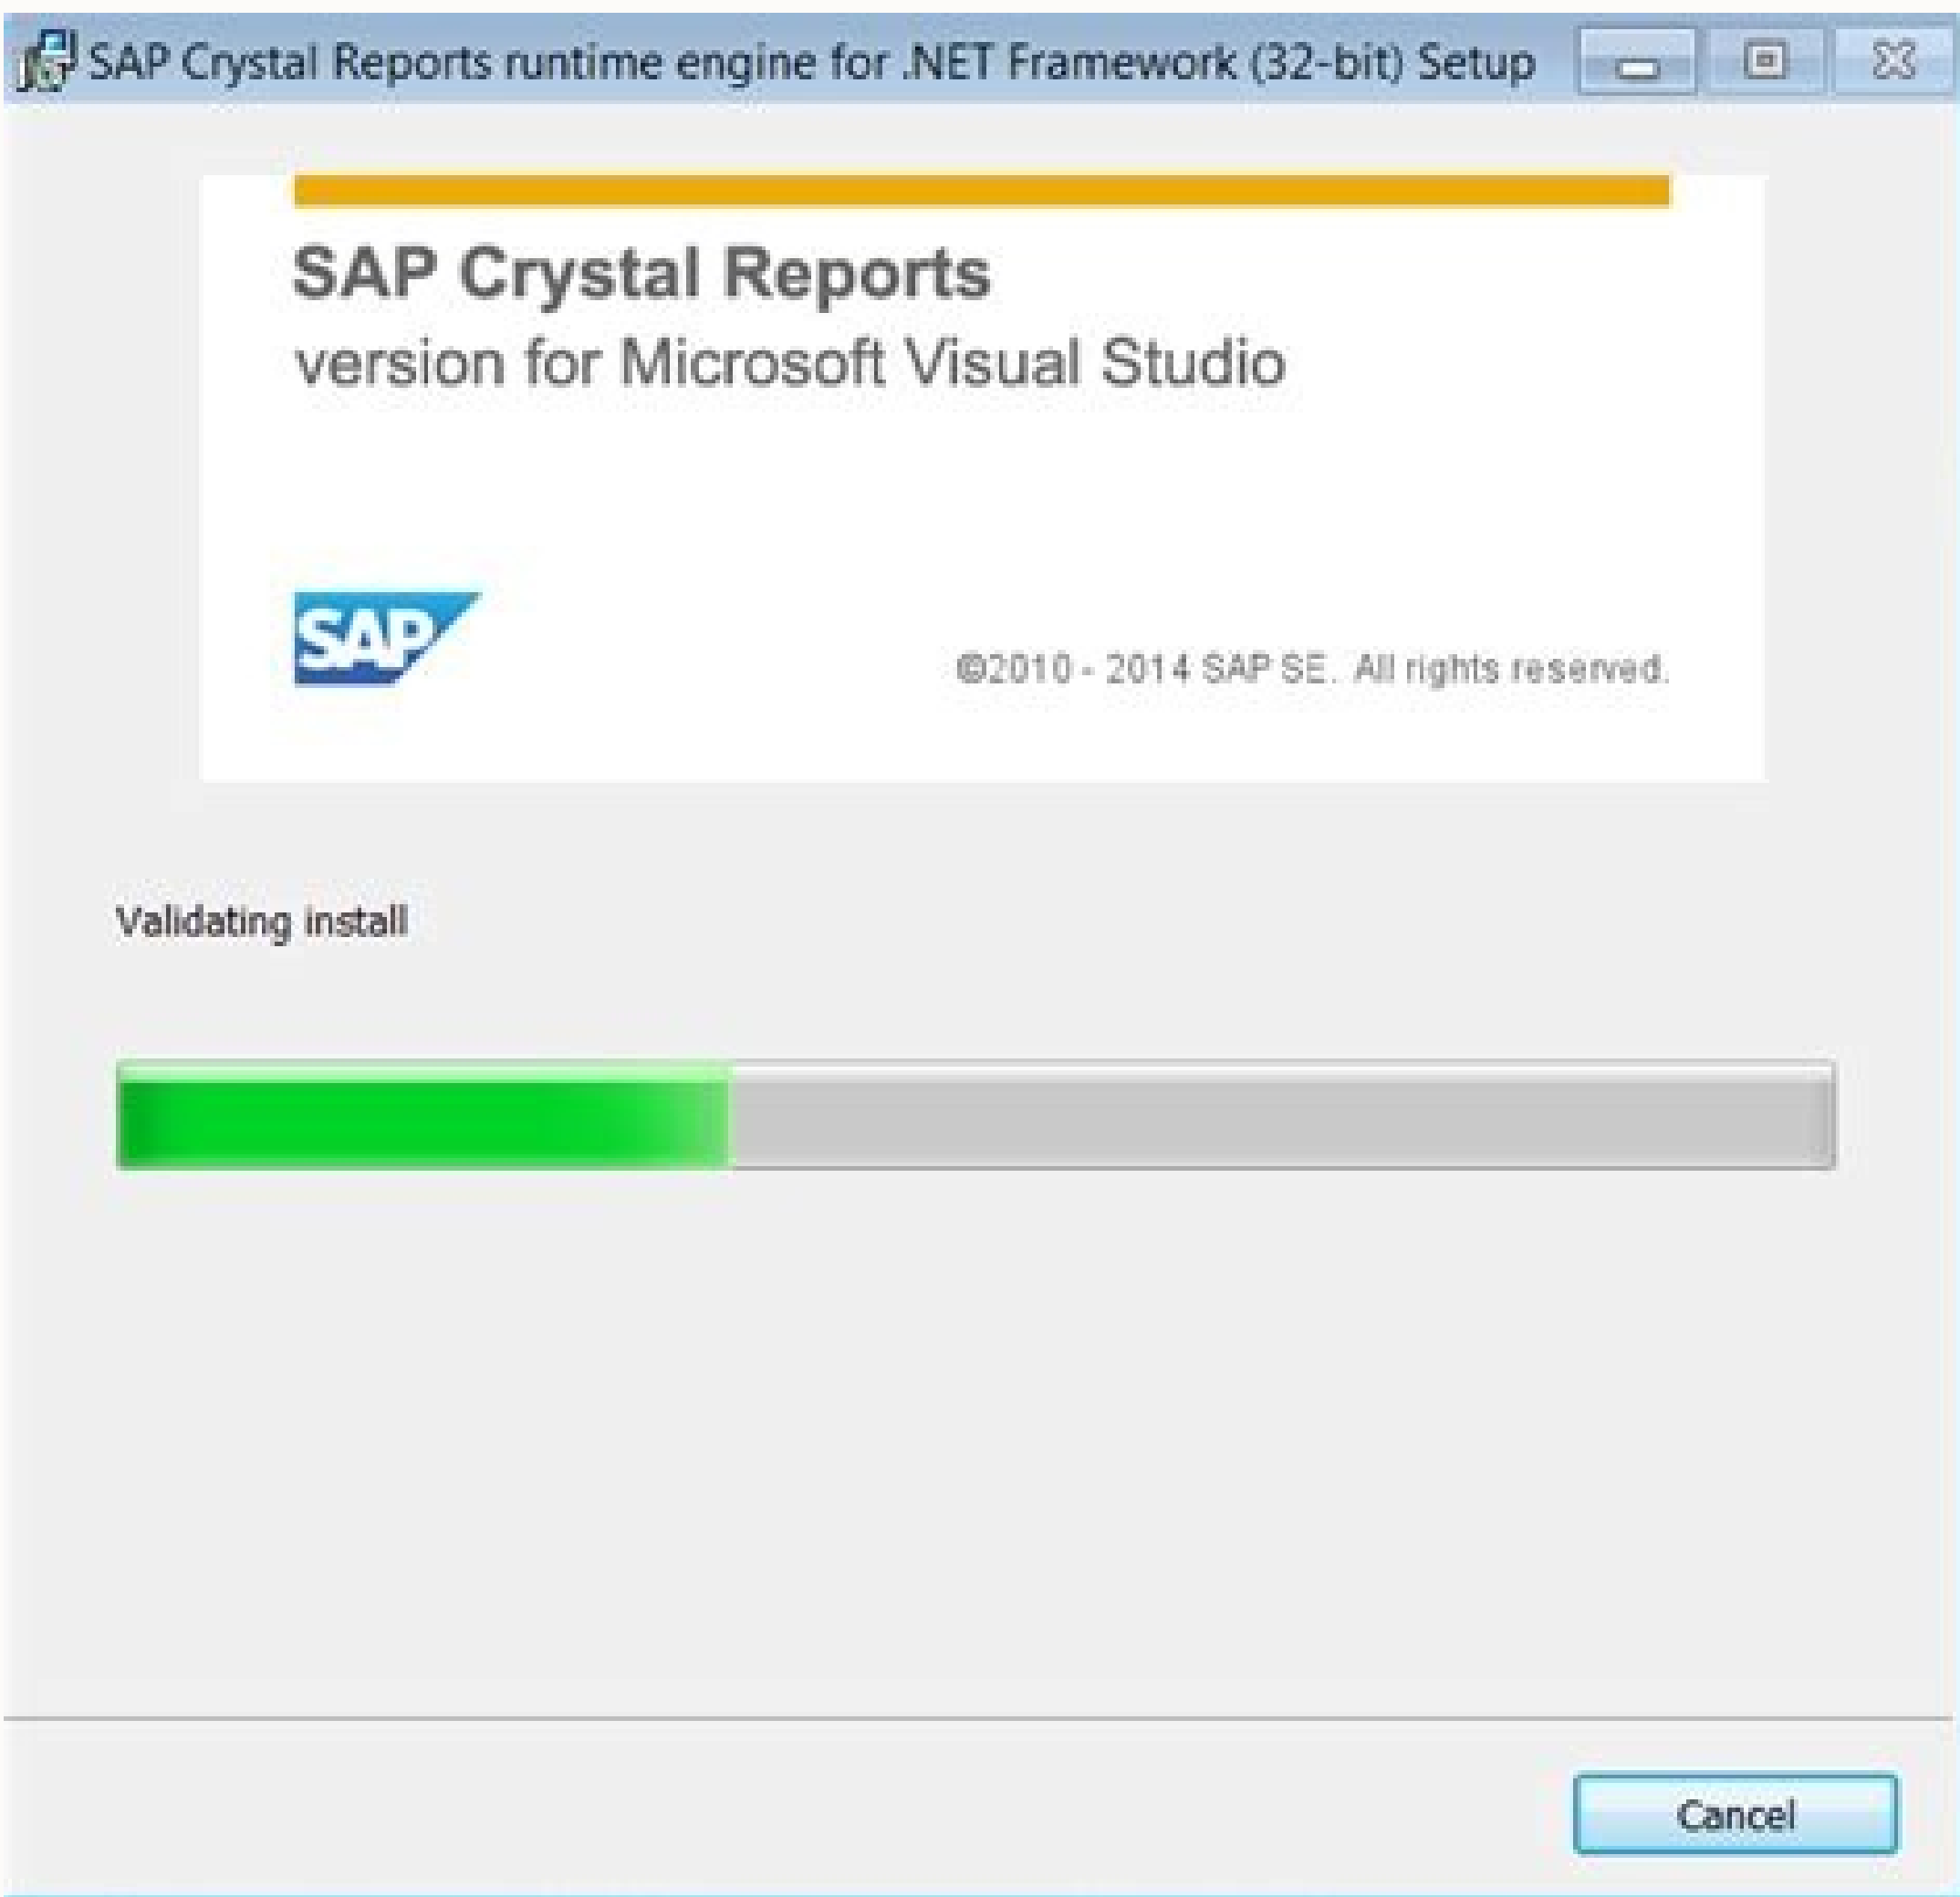 SAP Crystal Reports runtime engine for .NET Framework (32-bit) Setup
SAP Crystal Reports
version for Microsoft Visual Studio
SAP
©2010 - 2014 SAP SE. All rights reserved.
Validating install
Cancel